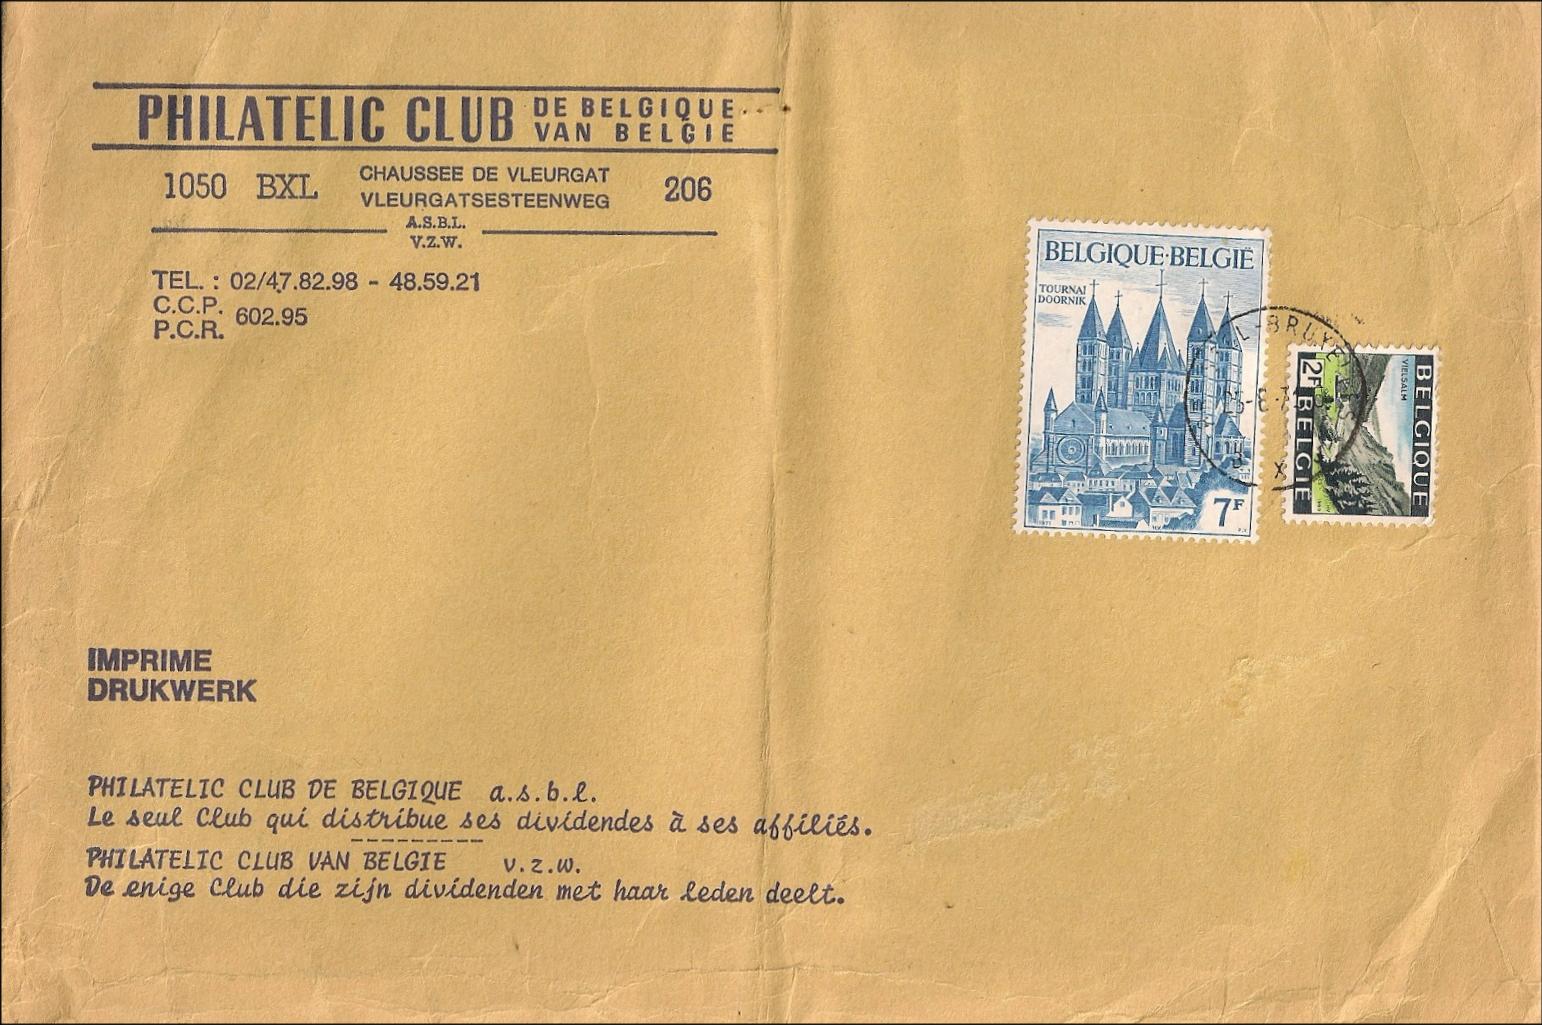 PHILATELIC CLUB DE BELGIQUE
VAN BELGIE
1050 BXL CHAUSSEE DE VLEURGAT 206
VLEURGATSESTEENWEG
A.S.B.L.
V.Z.W.
TEL. : 02/47.82.98 - 48.59.21
C.C.P. 602.95
P.C.R.
BELGIQUE·BELGIË
TOURNAI
DOORNIK
7F
BELGIQUE
VIELSALM
2F BELGIË
IMPRIME
DRUKWERK
PHILATELIC CLUB DE BELGIQUE a.s.b.l.
Le seul Club qui distribue ses dividendes à ses affiliés.
PHILATELIC CLUB VAN BELGIE v.z.w.
De enige Club die zijn dividenden met haar leden deelt.